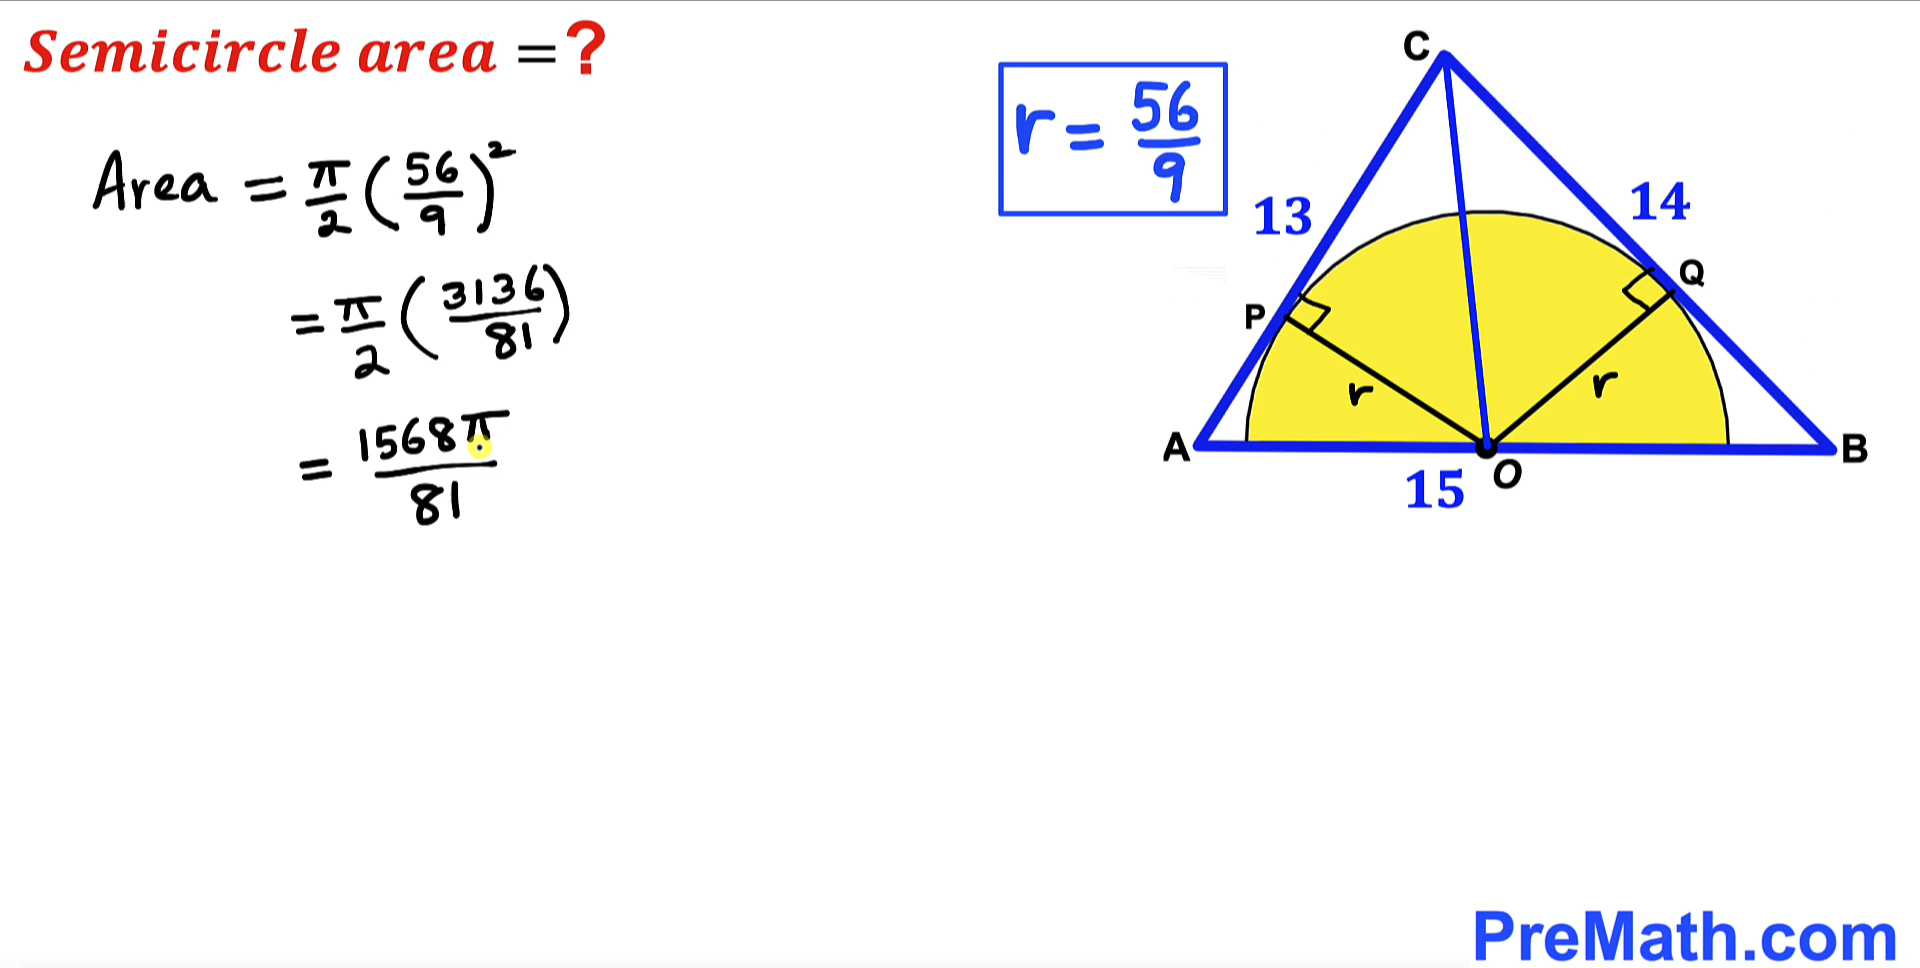 Semicircle area = ?
Area = π/2 (56/9)²
= π/2 (3136/81)
= 1568π/81
r = 56/9
C
13
14
P
Q
r
r
A
B
15
O
PreMath.com